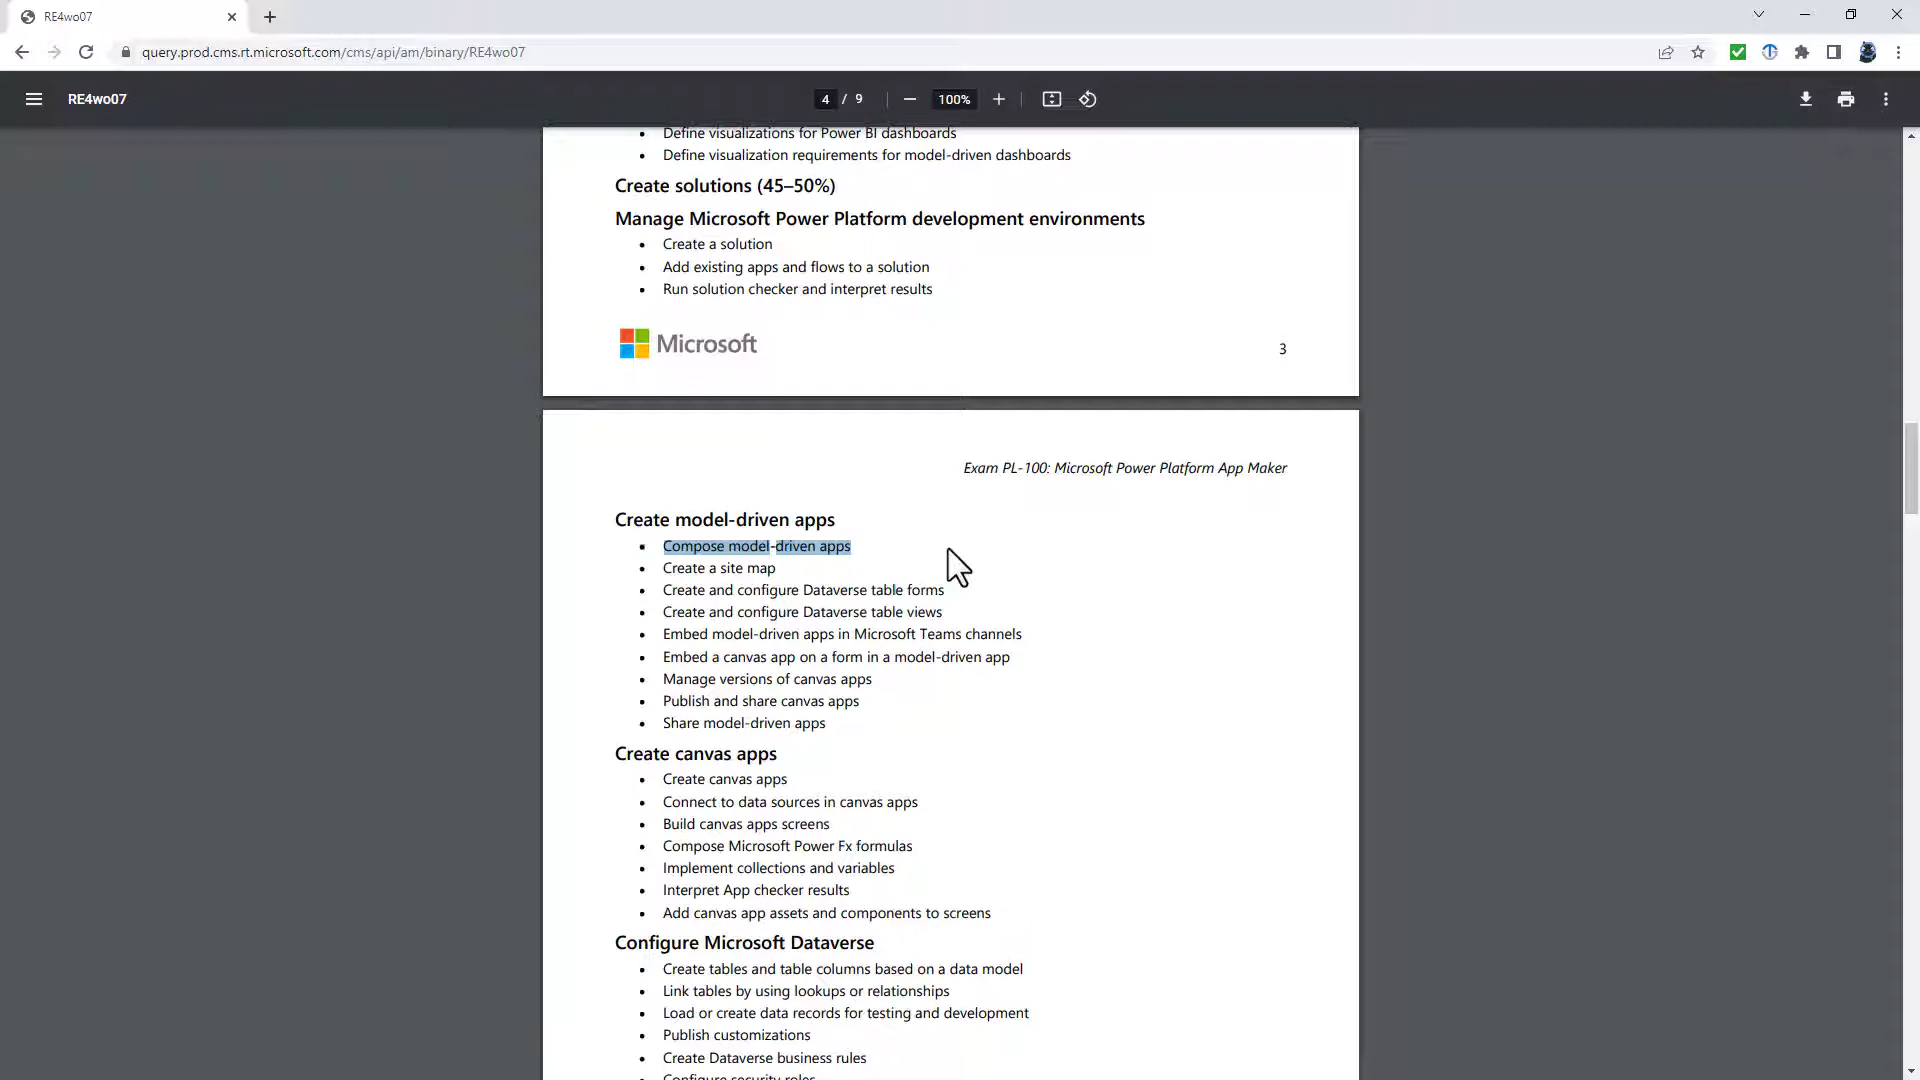 RE4wo07
query.prod.cms.rt.microsoft.com/cms/api/am/binary/RE4wo07
RE4wo07
4 / 9
100%
• Define visualizations for Power BI dashboards
• Define visualization requirements for model-driven dashboards
Create solutions (45–50%)
Manage Microsoft Power Platform development environments
• Create a solution
• Add existing apps and flows to a solution
• Run solution checker and interpret results
Microsoft
3
Exam PL-100: Microsoft Power Platform App Maker
Create model-driven apps
• Compose model-driven apps
• Create a site map
• Create and configure Dataverse table forms
• Create and configure Dataverse table views
• Embed model-driven apps in Microsoft Teams channels
• Embed a canvas app on a form in a model-driven app
• Manage versions of canvas apps
• Publish and share canvas apps
• Share model-driven apps
Create canvas apps
• Create canvas apps
• Connect to data sources in canvas apps
• Build canvas apps screens
• Compose Microsoft Power Fx formulas
• Implement collections and variables
• Interpret App checker results
• Add canvas app assets and components to screens
Configure Microsoft Dataverse
• Create tables and table columns based on a data model
• Link tables by using lookups or relationships
• Load or create data records for testing and development
• Publish customizations
• Create Dataverse business rules
• Configure security roles